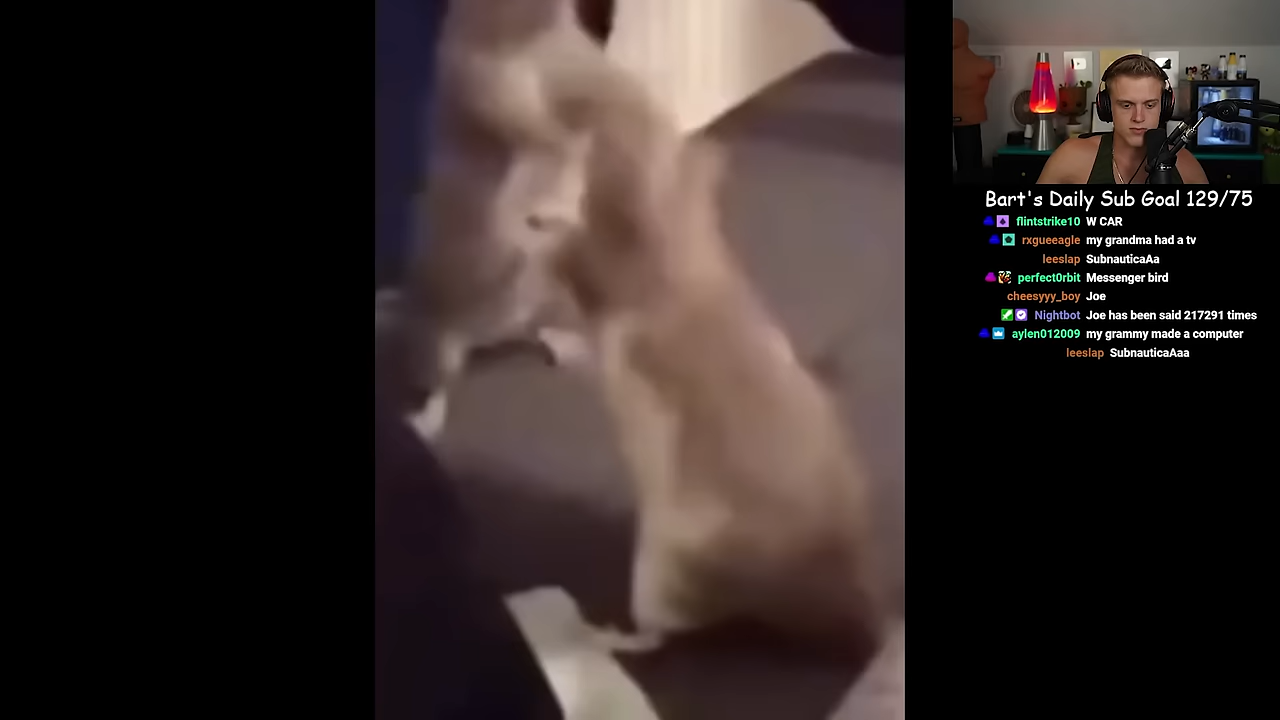 Bart's Daily Sub Goal 129/75
flintstrike10 W CAR
rxgueeagle my grandma had a tv
leeslap SubnauticaAa
perfect0rbit Messenger bird
cheesyyy_boy Joe
Nightbot Joe has been said 217291 times
aylen012009 my grammy made a computer
leeslap SubnauticaAaa